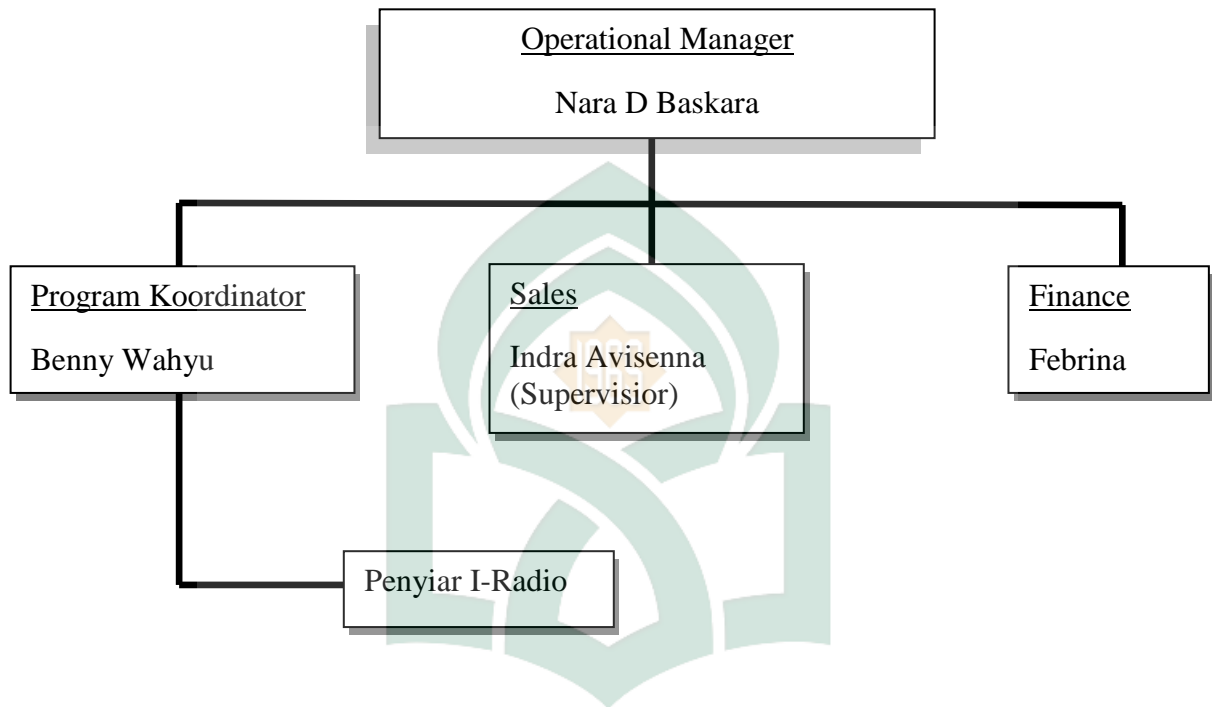 Operational Manager
Nara D Baskara
Program Koordinator
Benny Wahyu
Sales
Indra Avisenna
(Supervisior)
Finance
Febrina
Penyiar I-Radio